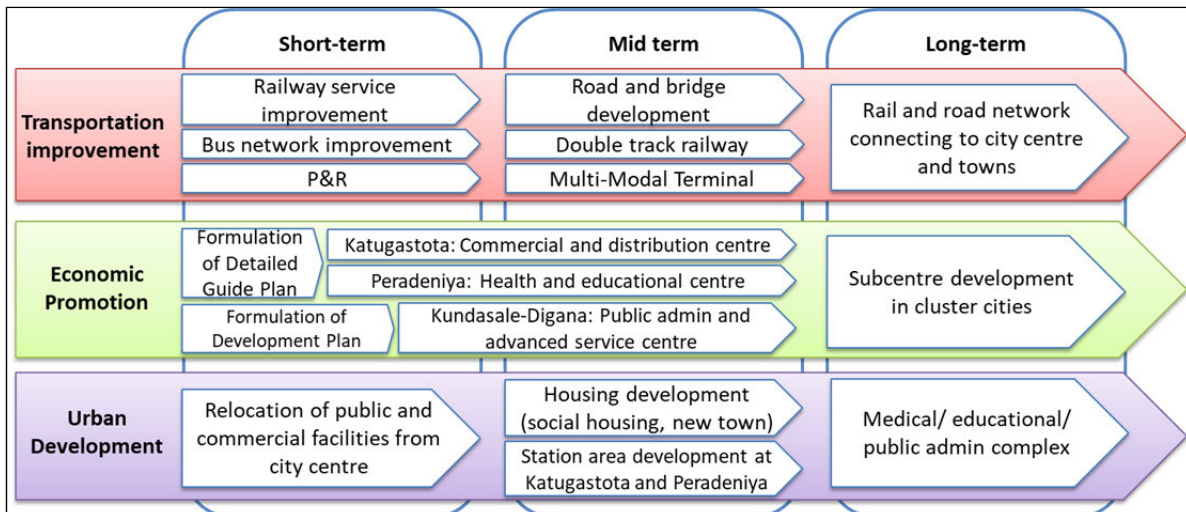 Short-term
Mid term
Long-term
Transportation
improvement
Railway service
improvement
Bus network improvement
P&R
Road and bridge
development
Double track railway
Multi-Modal Terminal
Rail and road network
connecting to city centre
and towns
Economic
Promotion
Formulation
of Detailed
Guide Plan
Katugastota: Commercial and distribution centre
Peradeniya: Health and educational centre
Formulation of
Development Plan
Kundasale-Digana: Public admin and
advanced service centre
Subcentre development
in cluster cities
Urban
Development
Relocation of public and
commercial facilities from
city centre
Housing development
(social housing, new town)
Station area development at
Katugastota and Peradeniya
Medical/ educational/
public admin complex